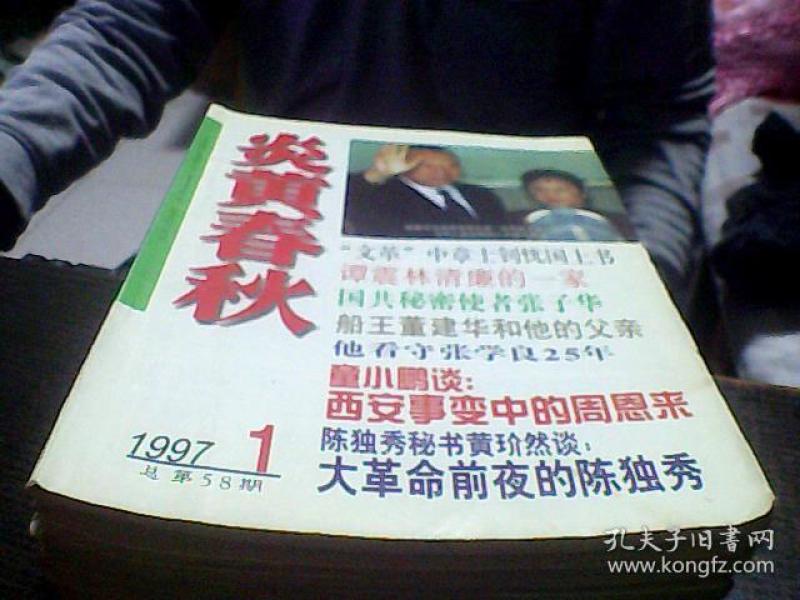 炎黄春秋
“文革”中章士钊忧国上书
谭震林清廉的一家
国共秘密使者张子华
船王董建华和他的父亲
他看守张学良25年
童小鹏谈：
西安事变中的周恩来
陈独秀秘书黄玠然谈：
大革命前夜的陈独秀
1997 1
总第58期
孔夫子旧书网
www.kongfz.com